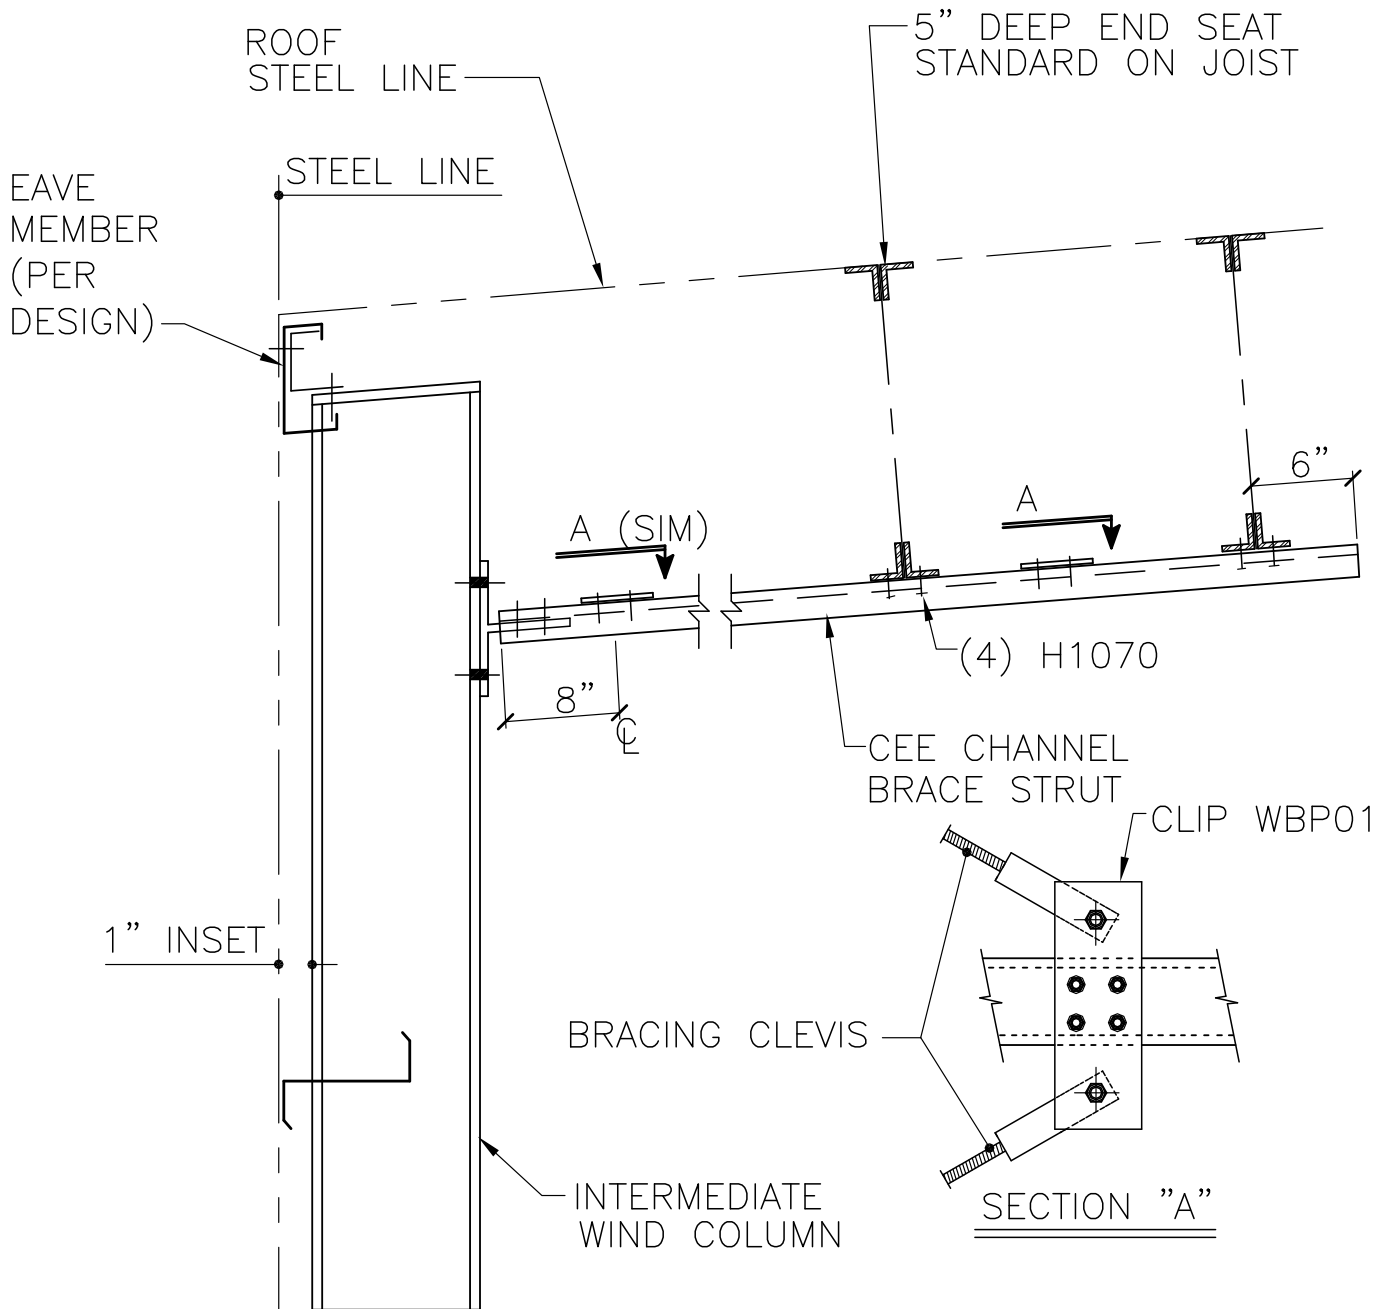 ROOF
STEEL LINE
5” DEEP END SEAT
STANDARD ON JOIST
STEEL LINE
EAVE
MEMBER
(PER
DESIGN)
6”
A (SIM)
A
(4) H1070
8”
℄
CEE CHANNEL
BRACE STRUT
CLIP WBP01
1” INSET
BRACING CLEVIS
INTERMEDIATE
WIND COLUMN
SECTION ”A”